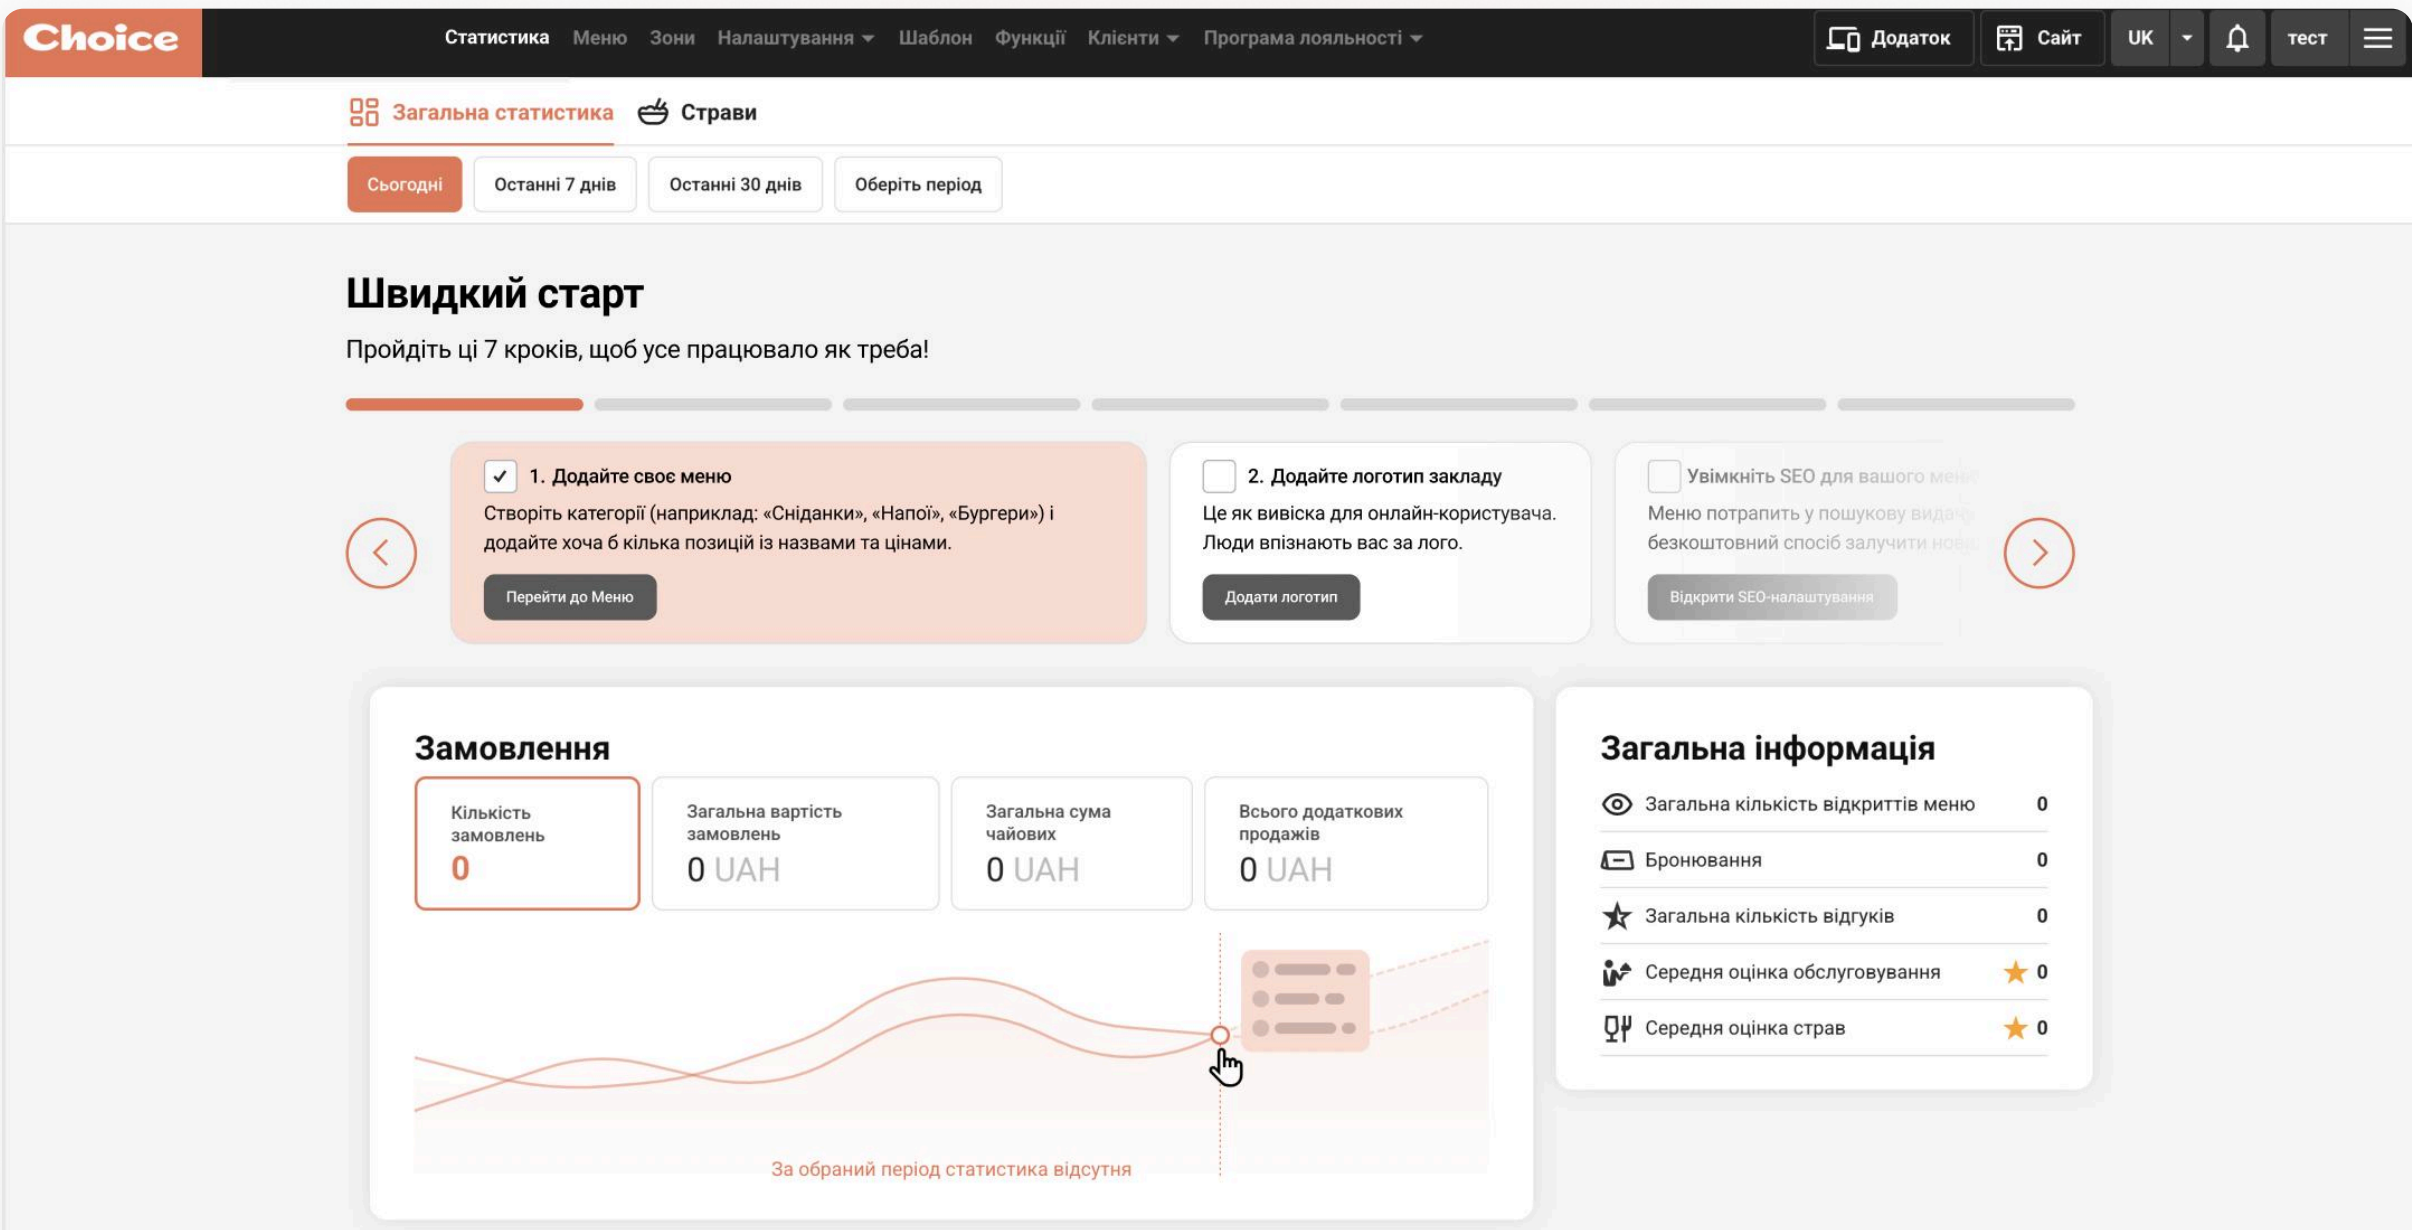 Choice
Статистика Меню Зони Налаштування Шаблон Функції Клієнти Програма лояльності Додаток Сайт UK тест
Загальна статистика Страви
Сьогодні Останні 7 днів Останні 30 днів Оберіть період
Швидкий старт
Пройдіть ці 7 кроків, щоб усе працювало як треба!
1. Додайте своє меню
Створіть категорії (наприклад: «Сніданки», «Напої», «Бургери») і
додайте хоча б кілька позицій із назвами та цінами.
Перейти до Меню
2. Додайте логотип закладу
Це як вивіска для онлайн-користувача.
Люди впізнають вас за лого.
Додати логотип
Увімкніть SEO для вашого меню
Меню потрапить у пошукову видачу
безкоштовний спосіб залучити
Відкрити SEO-налаштування
Замовлення
Кількість
замовлень
0
Загальна вартість
замовлень
0 UAH
Загальна сума
чайових
0 UAH
Всього додаткових
продажів
0 UAH
За обраний період статистика відсутня
Загальна інформація
Загальна кількість відкриттів меню 0
Бронювання 0
Загальна кількість відгуків 0
Середня оцінка обслуговування 0
Середня оцінка страв 0